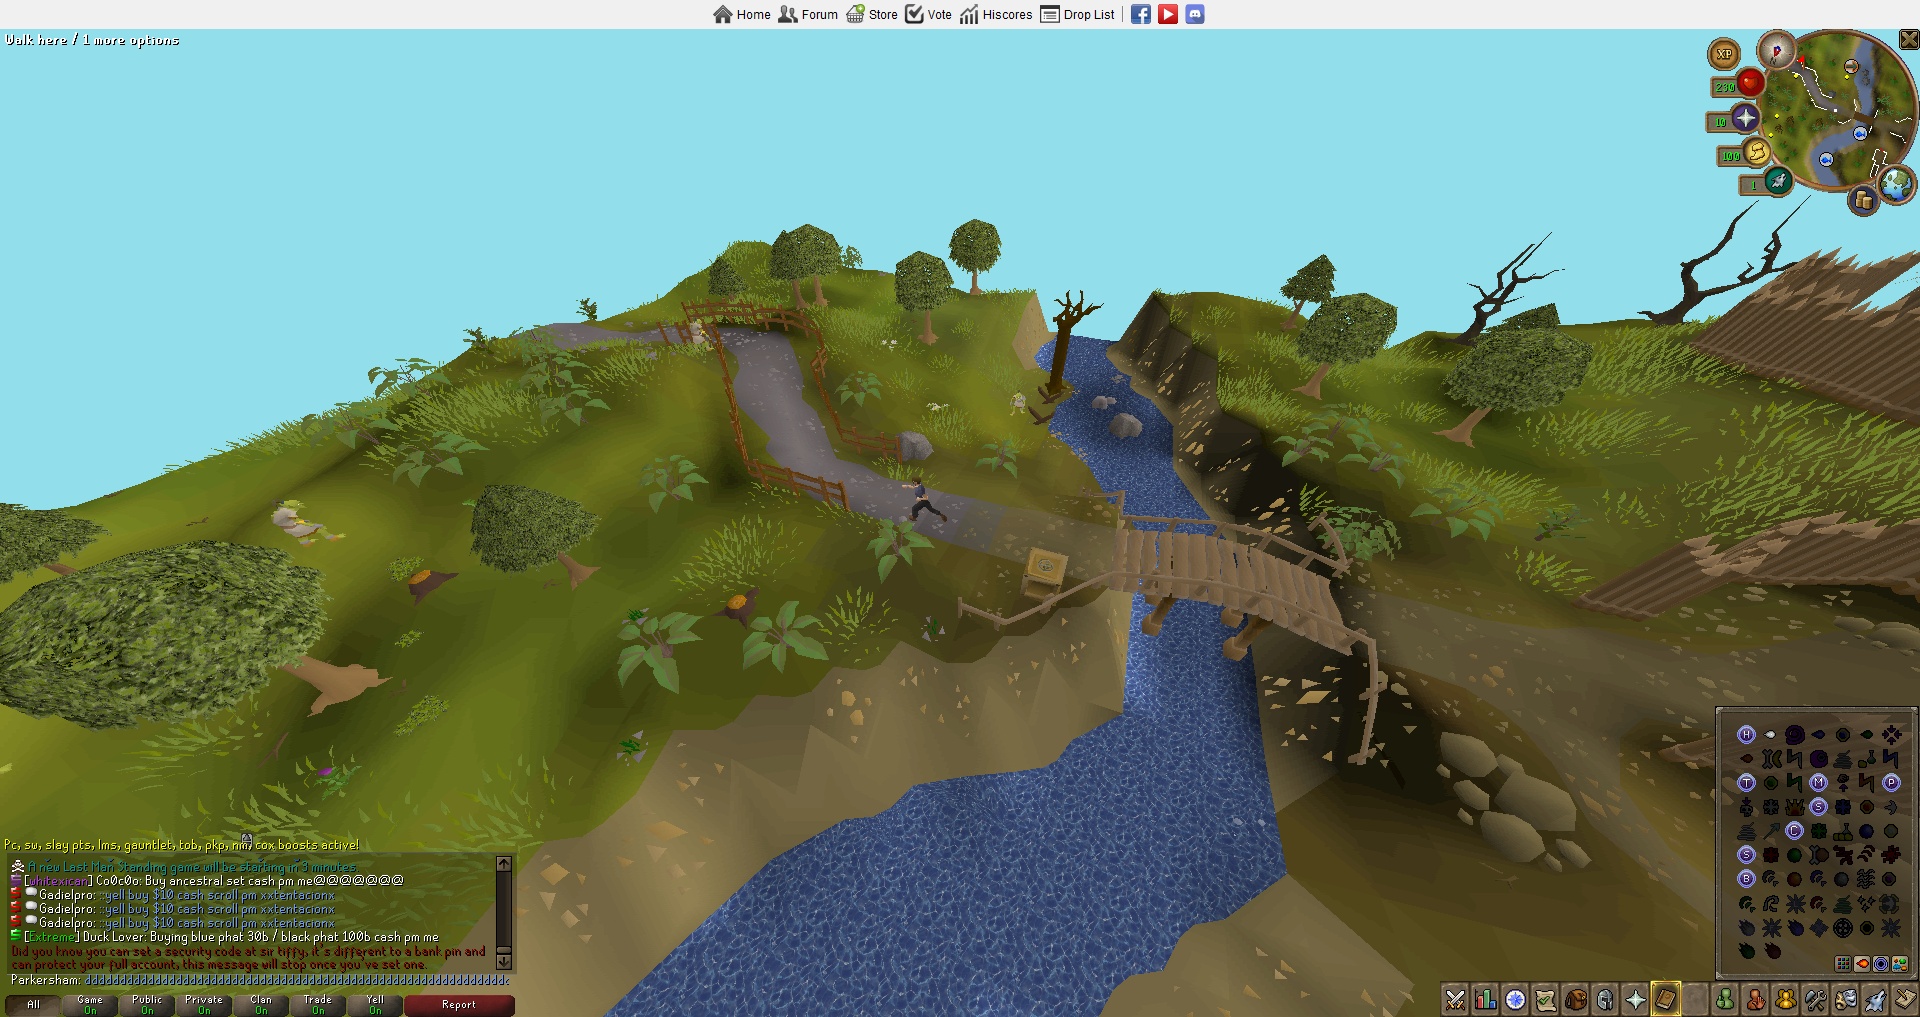 Home Forum Store Vote Hiscores Drop List
Walk here / 1 more options
XP
230
10
100
1
Pc, sw, slay pts, lms, gauntlet, tob, pkp, nm, cox boosts active!
A new Last Man Standing game will be starting in 3 minutes.
[whitexican] Co0c0o: Buy ancestral set cash pm me@@@@@@@
Gadielpro: ::yell buy $10 cash scroll pm xxtentacionx
Gadielpro: ::yell buy $10 cash scroll pm xxtentacionx
Gadielpro: ::yell buy $10 cash scroll pm xxtentacionx
[Extreme] Duck Lover: Buying blue phat 30b / black phat 100b cash pm me
Did you know you can set a security code at sir tiffy, it's different to a bank pin and
can protect your full account, this message will stop once you've set one.
Parkersham:
All Game Public Private Clan Trade Yell Report
On On On On On On
H
T M P
S
C
S
B